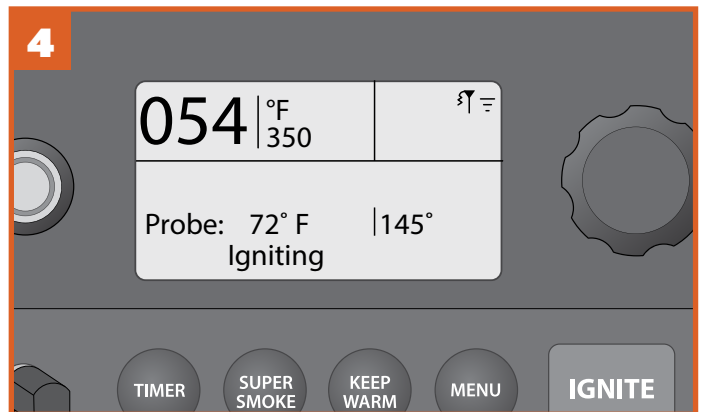 4
054 °F
350
Probe: 72° F 145°
Igniting
TIMER
SUPER
SMOKE
KEEP
WARM
MENU
IGNITE